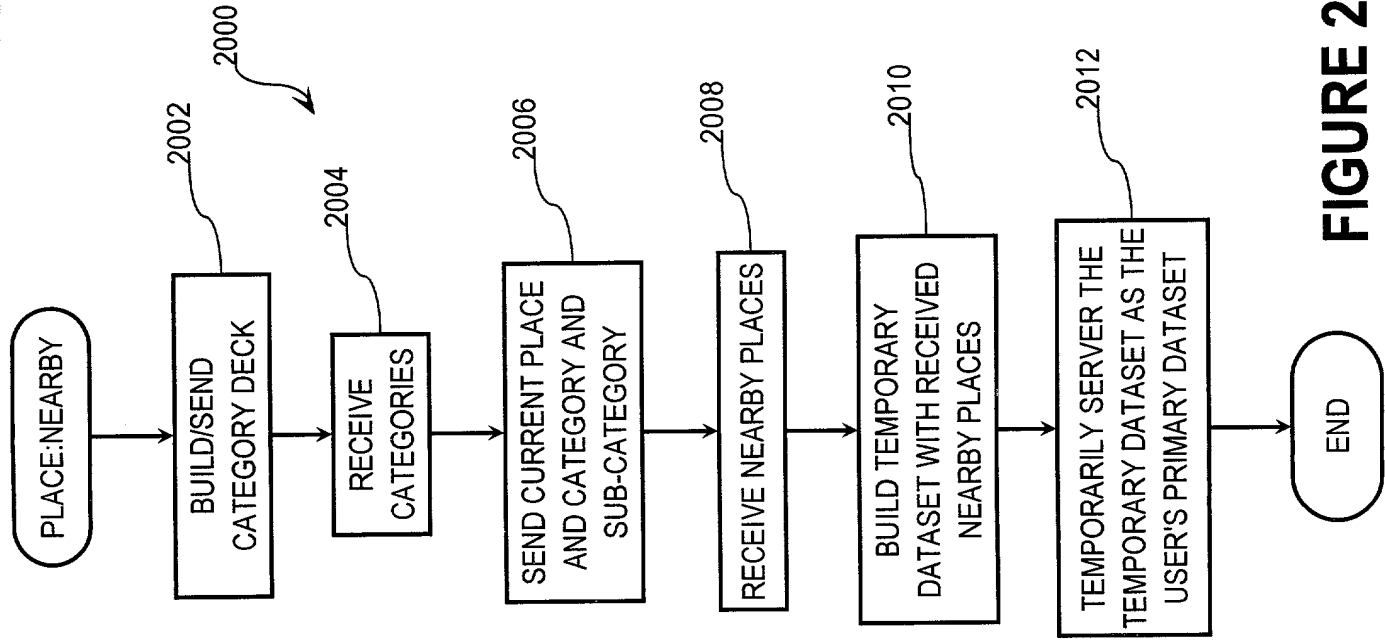 PLACE:NEARBY
2000
BUILD/SEND
CATEGORY DECK
2002
RECEIVE
CATEGORIES
2004
SEND CURRENT PLACE
AND CATEGORY AND
SUB-CATEGORY
2006
RECEIVE NEARBY PLACES
2008
BUILD TEMPORARY
DATASET WITH RECEIVED
NEARBY PLACES
2010
TEMPORARILY SERVER THE
TEMPORARY DATASET AS THE
USER'S PRIMARY DATASET
2012
END
FIGURE 2